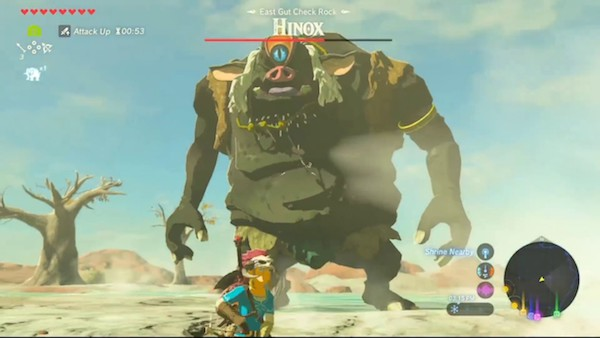 East Gut Check Rock
HINOX
Attack Up 00:53
Shrine Nearby